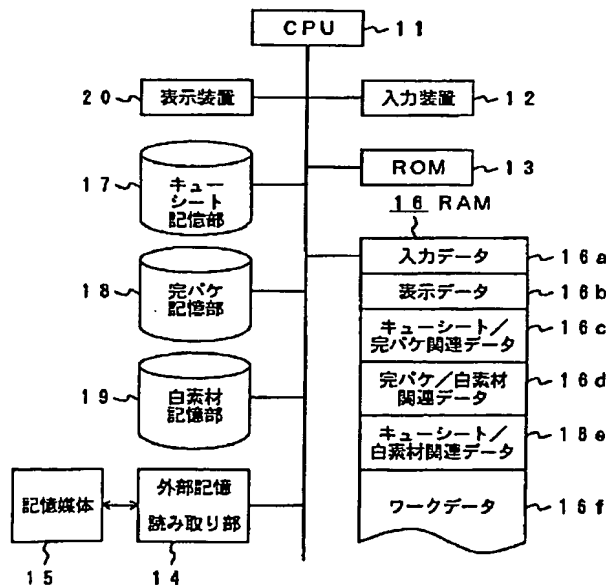 CPU
11
20
表示装置
入力装置
12
17
キュー
シート
記憶部
ROM
13
16 RAM
入力データ
16a
表示データ
16b
18
完パケ
記憶部
キューシート/
完パケ関連データ
16c
完パケ/白素材
関連データ
16d
19
白素材
記憶部
キューシート/
白素材関連データ
18e
記憶媒体
外部記憶
読み取り部
ワークデータ
16f
15
14